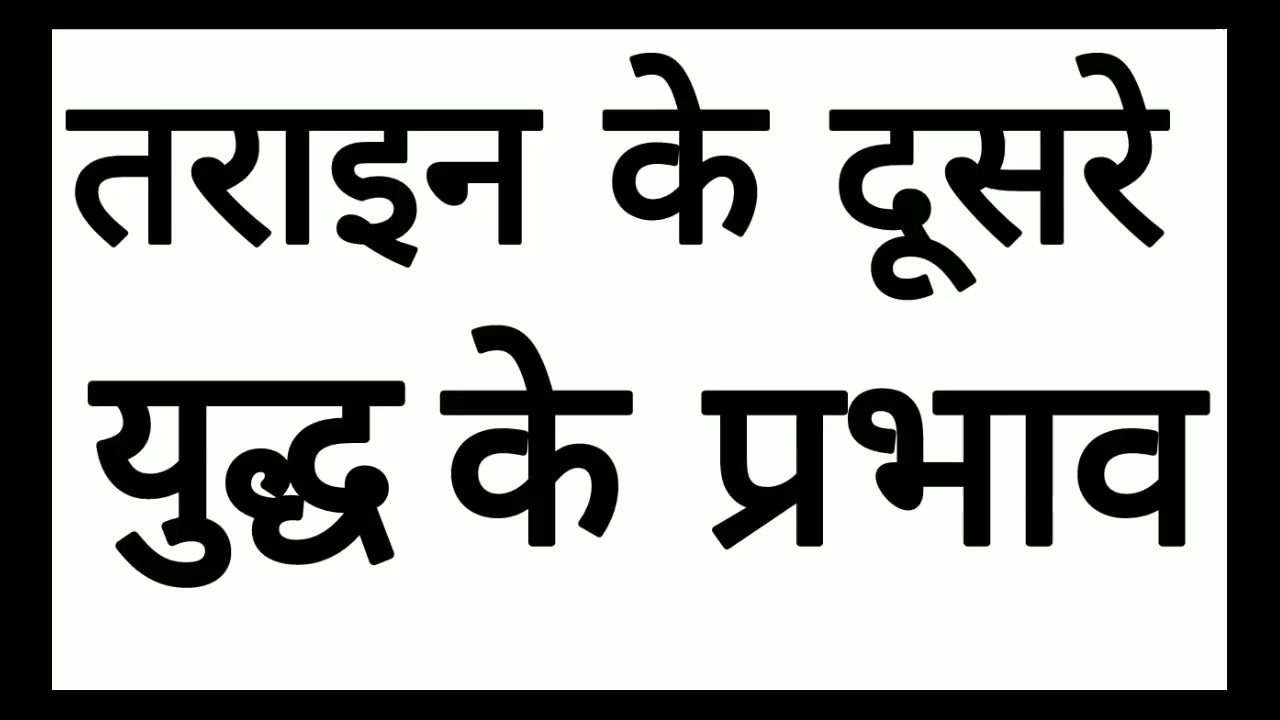 तराइन के दूसरे
युद्ध के प्रभाव